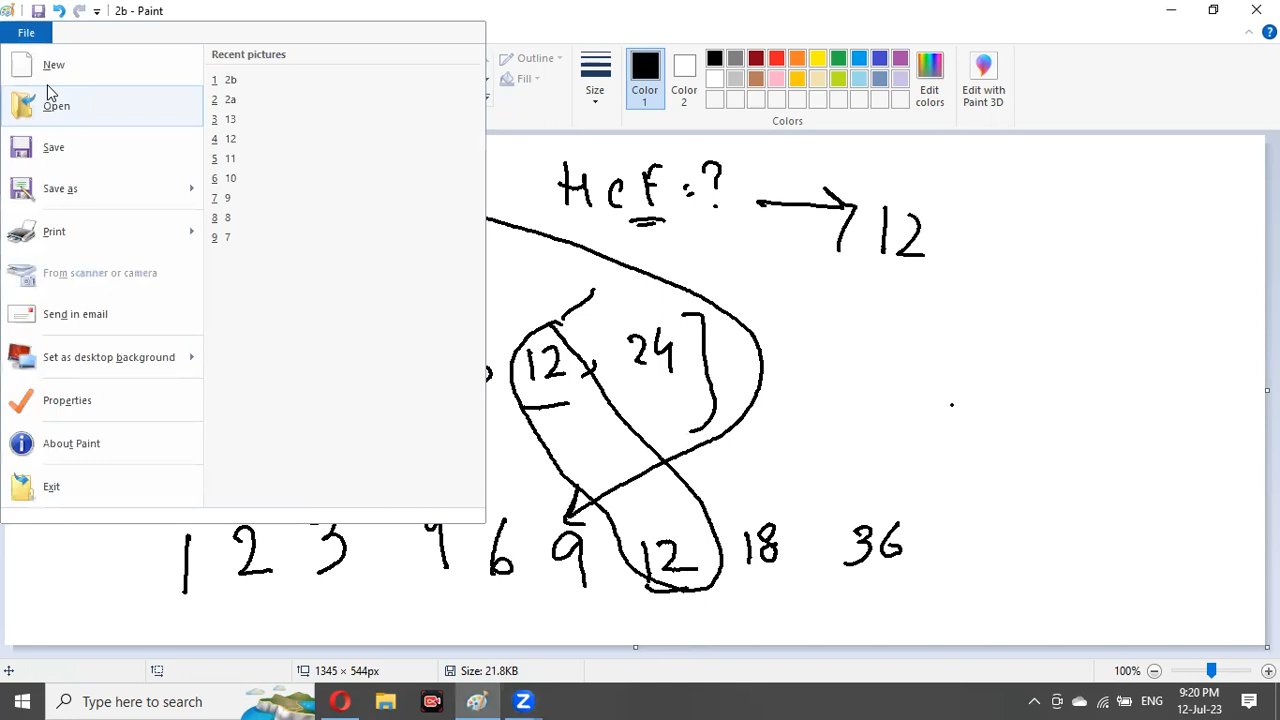 2b - Paint
File
New
Open
Save
Save as
Print
From scanner or camera
Send in email
Set as desktop background
Properties
About Paint
Exit
Recent pictures
1 2b
2 2a
3 13
4 12
5 11
6 10
7 9
8 8
9 7
Outline
Fill
Size
Color 1
Color 2
Edit colors
Edit with Paint 3D
Colors
HCF = ? 12
12, 24
1 2 3 4 6 9 12 18 36
1345 × 544px
Size: 21.8KB
100%
Type here to search
ENG
9:20 PM
12-Jul-23